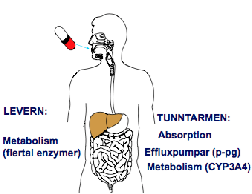 LEVERN:
Metabolism
(flertal enzymer)
TUNNTARMEN:
Absorption
Effluxpumpar (p-pg)
Metabolism (CYP3A4)